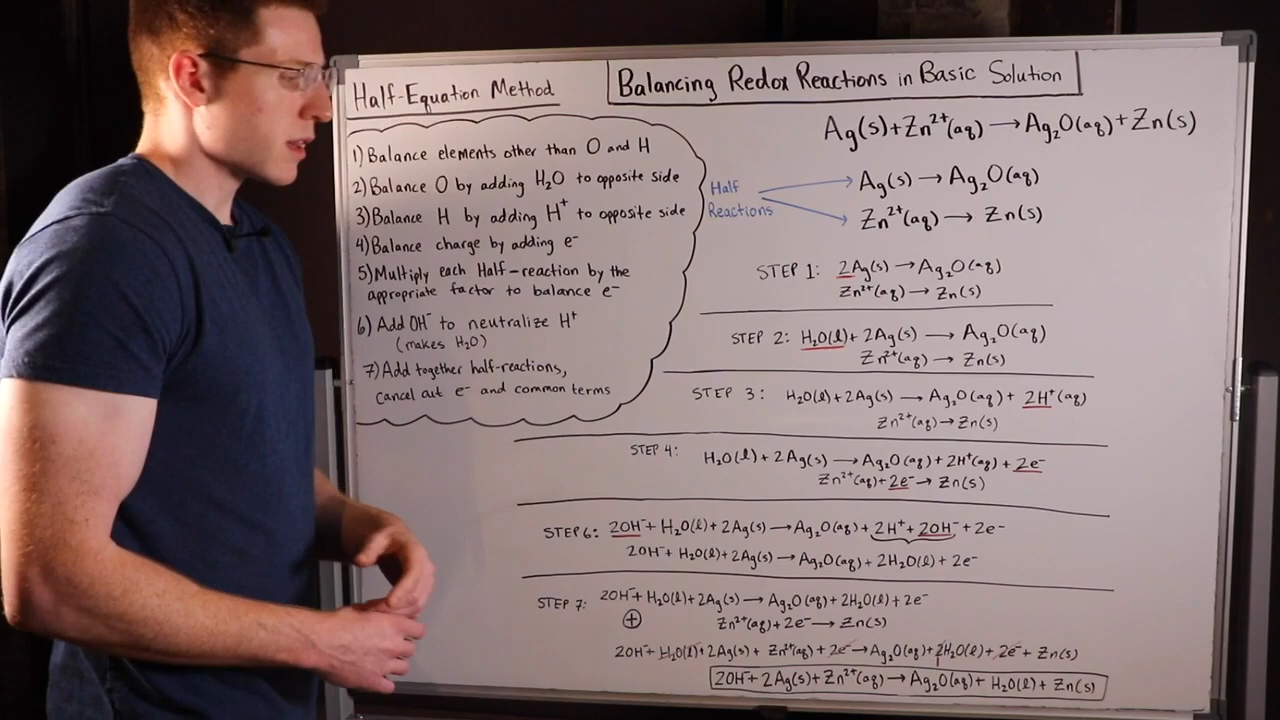 Half-Equation Method
1) Balance elements other than O and H
2) Balance O by adding H₂O to opposite side
3) Balance H by adding H⁺ to opposite side
4) Balance charge by adding e⁻
5) Multiply each Half-reaction by the
appropriate factor to balance e⁻
6) Add OH⁻ to neutralize H⁺
(makes H₂O)
7) Add together half-reactions,
cancel out e⁻ and common terms
Balancing Redox Reactions in Basic Solution
Ag(s) + Zn²⁺(aq) → Ag₂O(aq) + Zn(s)
Half
Reactions
Ag(s) → Ag₂O(aq)
Zn²⁺(aq) → Zn(s)
STEP 1: 2Ag(s) → Ag₂O(aq)
Zn²⁺(aq) → Zn(s)
STEP 2: H₂O(l) + 2Ag(s) → Ag₂O(aq)
Zn²⁺(aq) → Zn(s)
STEP 3: H₂O(l) + 2Ag(s) → Ag₂O(aq) + 2H⁺(aq)
Zn²⁺(aq) → Zn(s)
STEP 4: H₂O(l) + 2Ag(s) → Ag₂O(aq) + 2H⁺(aq) + 2e⁻
Zn²⁺(aq) + 2e⁻ → Zn(s)
STEP 6: 2OH⁻ + H₂O(l) + 2Ag(s) → Ag₂O(aq) + 2H⁺ + 2OH⁻ + 2e⁻
2OH⁻ + H₂O(l) + 2Ag(s) → Ag₂O(aq) + 2H₂O(l) + 2e⁻
STEP 7: 2OH⁻ + H₂O(l) + 2Ag(s) → Ag₂O(aq) + 2H₂O(l) + 2e⁻
⊕ Zn²⁺(aq) + 2e⁻ → Zn(s)
2OH⁻ + H₂O(l) + 2Ag(s) + Zn²⁺(aq) + 2e⁻ → Ag₂O(aq) + 2H₂O(l) + 2e⁻ + Zn(s)
2OH⁻ + 2Ag(s) + Zn²⁺(aq) → Ag₂O(aq) + H₂O(l) + Zn(s)